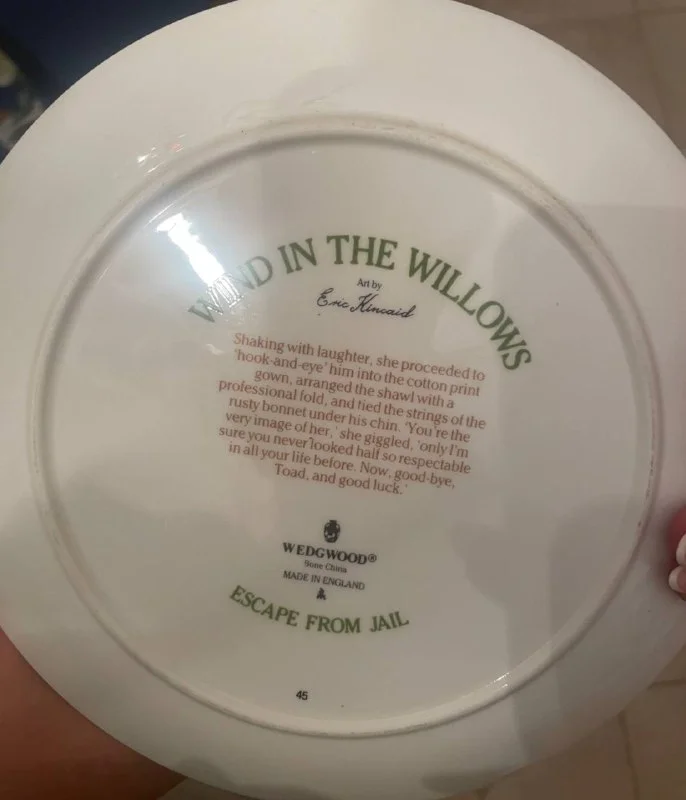 WIND IN THE WILLOWS
Art by
Eric Kincaid
Shaking with laughter, she proceeded to
'hook-and-eye' him into the cotton print
gown, arranged the shawl with a
professional fold, and tied the strings of the
rusty bonnet under his chin. 'You're the
very image of her,' she giggled, 'only I'm
sure you never looked half so respectable
in all your life before. Now, good-bye,
Toad, and good luck.'
WEDGWOOD®
Bone China
MADE IN ENGLAND
ESCAPE FROM JAIL
45